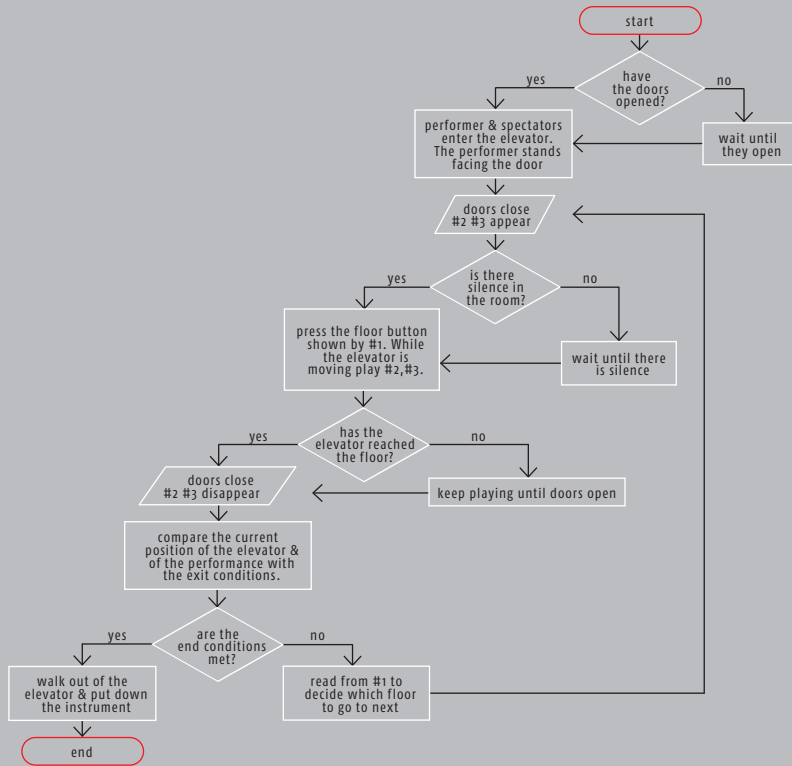 start
have
the doors
opened?
yes
no
performer & spectators
enter the elevator.
The performer stands
facing the door
wait until
they open
doors close
#2 #3 appear
is there
silence in
the room?
yes
no
press the floor button
shown by #1. While
the elevator is
moving play #2,#3.
wait until there
is silence
has the
elevator reached
the floor?
yes
no
doors close
#2 #3 disappear
keep playing until doors open
compare the current
position of the elevator &
of the performance with
the exit conditions.
are the
end conditions
met?
yes
no
walk out of the
elevator & put down
the instrument
read from #1 to
decide which floor
to go to next
end